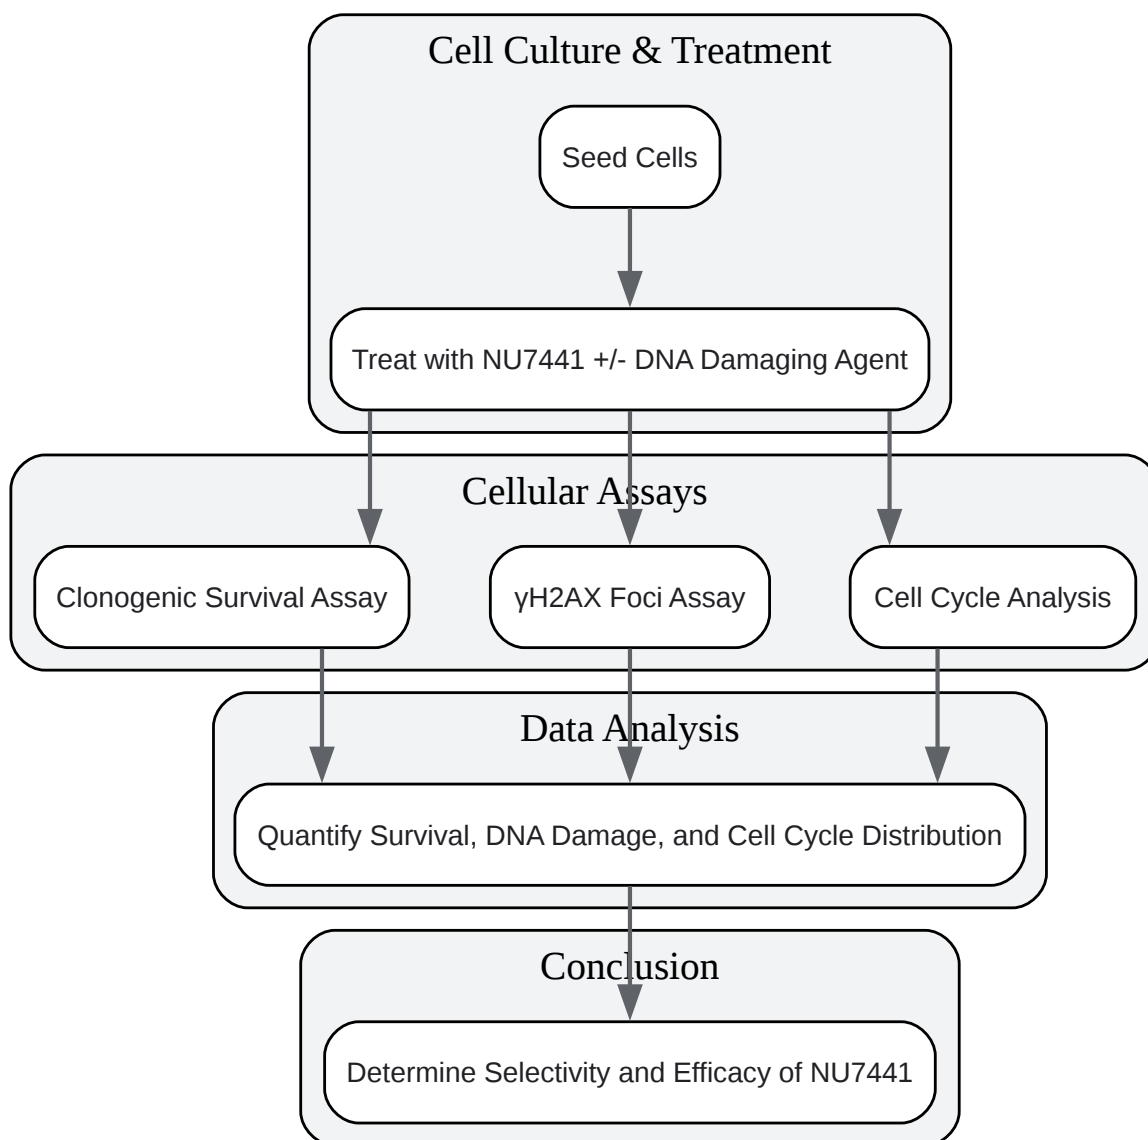 Cell Culture & Treatment
Seed Cells
Treat with NU7441 +/- DNA Damaging Agent
Cellular Assays
Clonogenic Survival Assay
γH2AX Foci Assay
Cell Cycle Analysis
Data Analysis
Quantify Survival, DNA Damage, and Cell Cycle Distribution
Conclusion
Determine Selectivity and Efficacy of NU7441